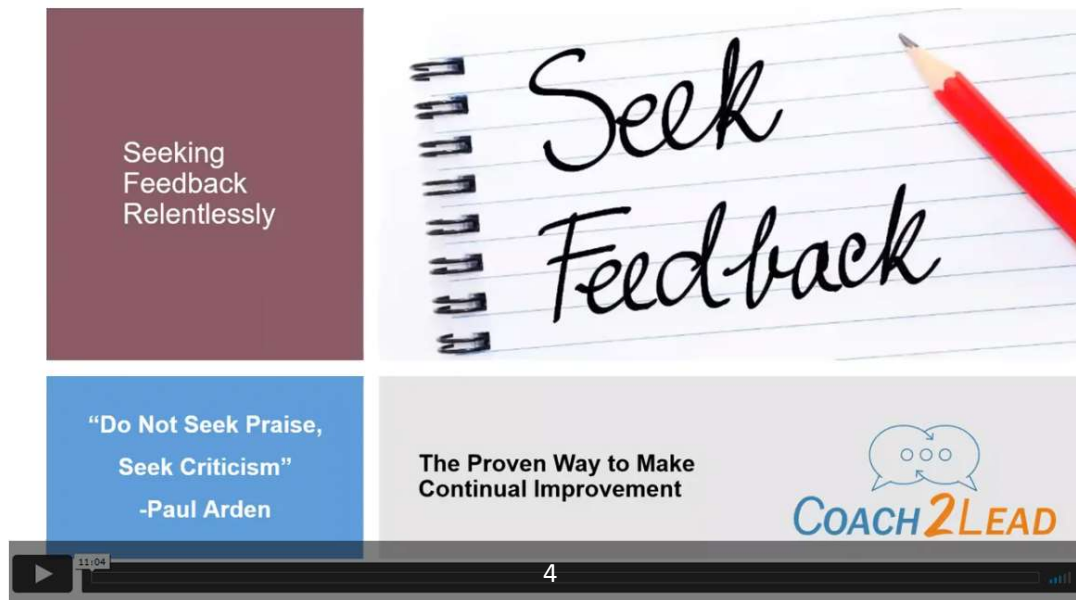 Seeking
Feedback
Relentlessly
Seek
Feedback
“Do Not Seek Praise,
Seek Criticism”
-Paul Arden
The Proven Way to Make
Continual Improvement
COACH2LEAD
11:04
4